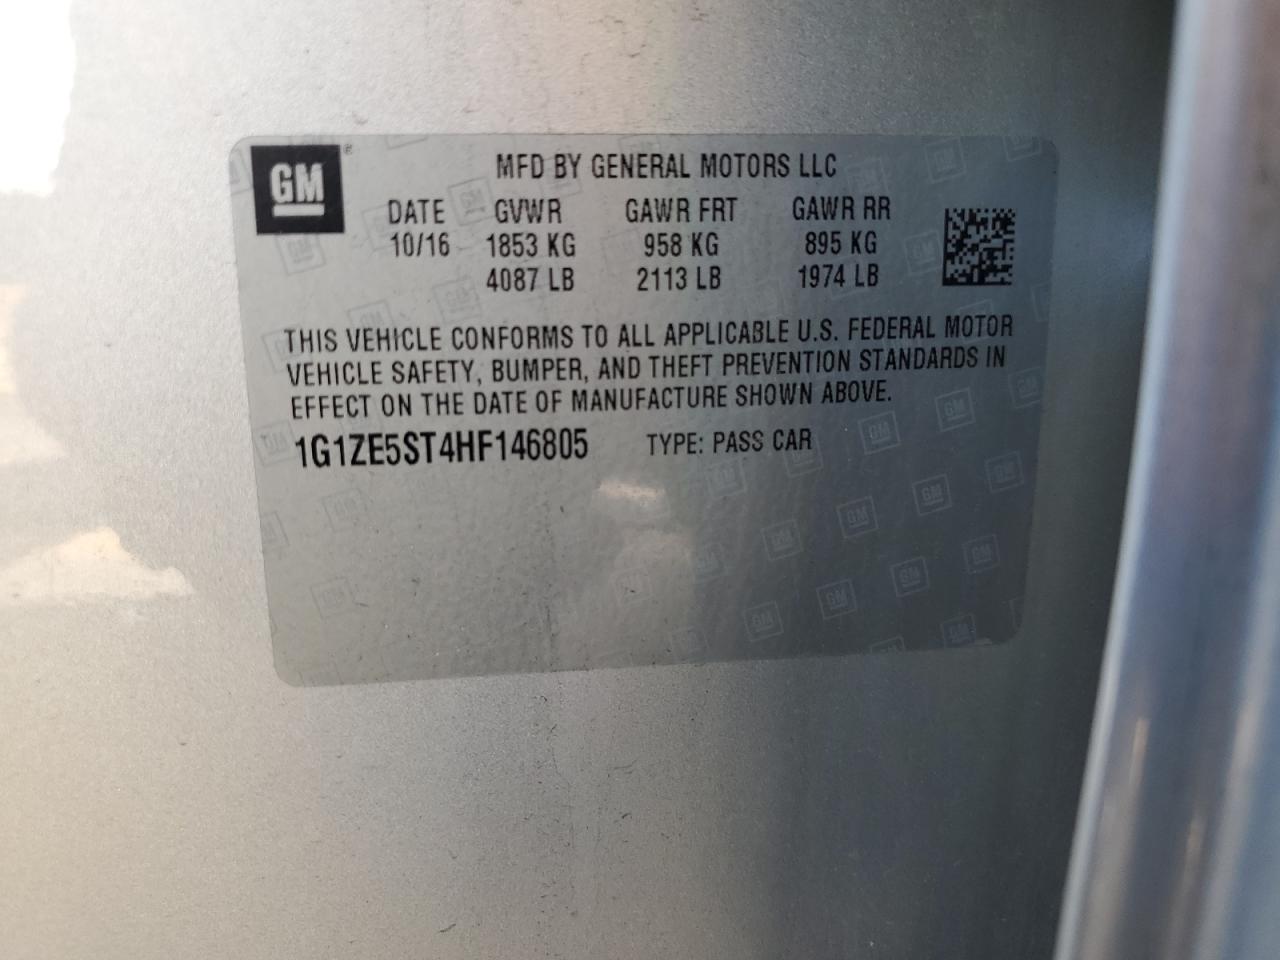 GM
MFD BY GENERAL MOTORS LLC
DATE GVWR GAWR FRT GAWR RR
10/16 1853 KG 958 KG 895 KG
4087 LB 2113 LB 1974 LB
THIS VEHICLE CONFORMS TO ALL APPLICABLE U.S. FEDERAL MOTOR
VEHICLE SAFETY, BUMPER, AND THEFT PREVENTION STANDARDS IN
EFFECT ON THE DATE OF MANUFACTURE SHOWN ABOVE.
1G1ZE5ST4HF146805 TYPE: PASS CAR